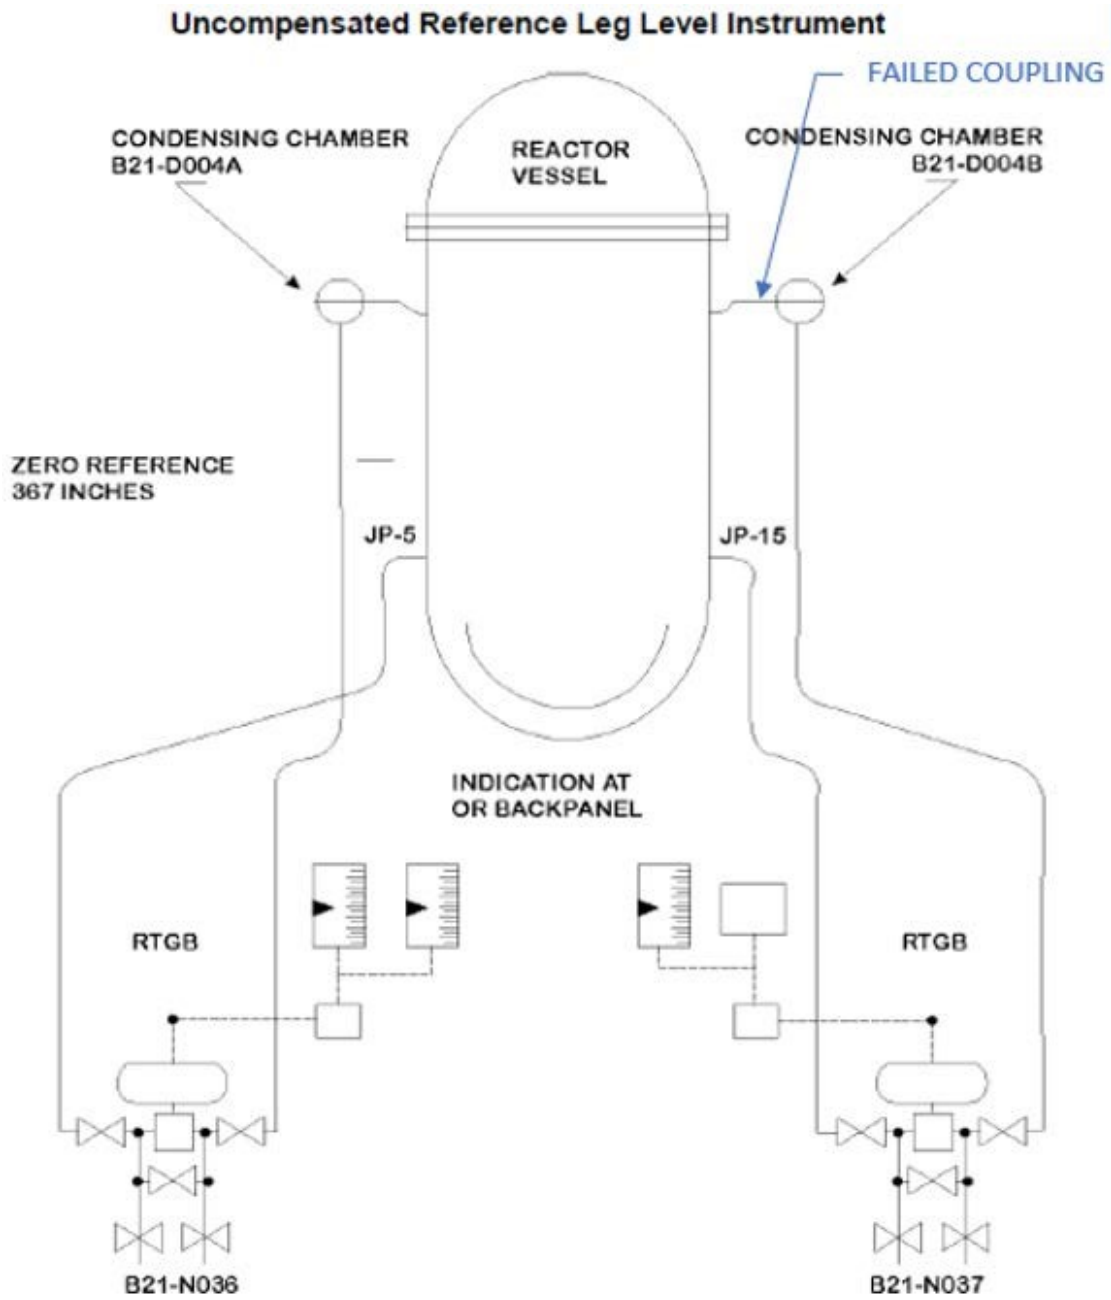 Uncompensated Reference Leg Level Instrument
FAILED COUPLING
CONDENSING CHAMBER
B21-D004A
REACTOR
VESSEL
CONDENSING CHAMBER
B21-D004B
ZERO REFERENCE
367 INCHES
JP-5
JP-15
INDICATION AT
OR BACKPANEL
RTGB
RTGB
B21-N036
B21-N037